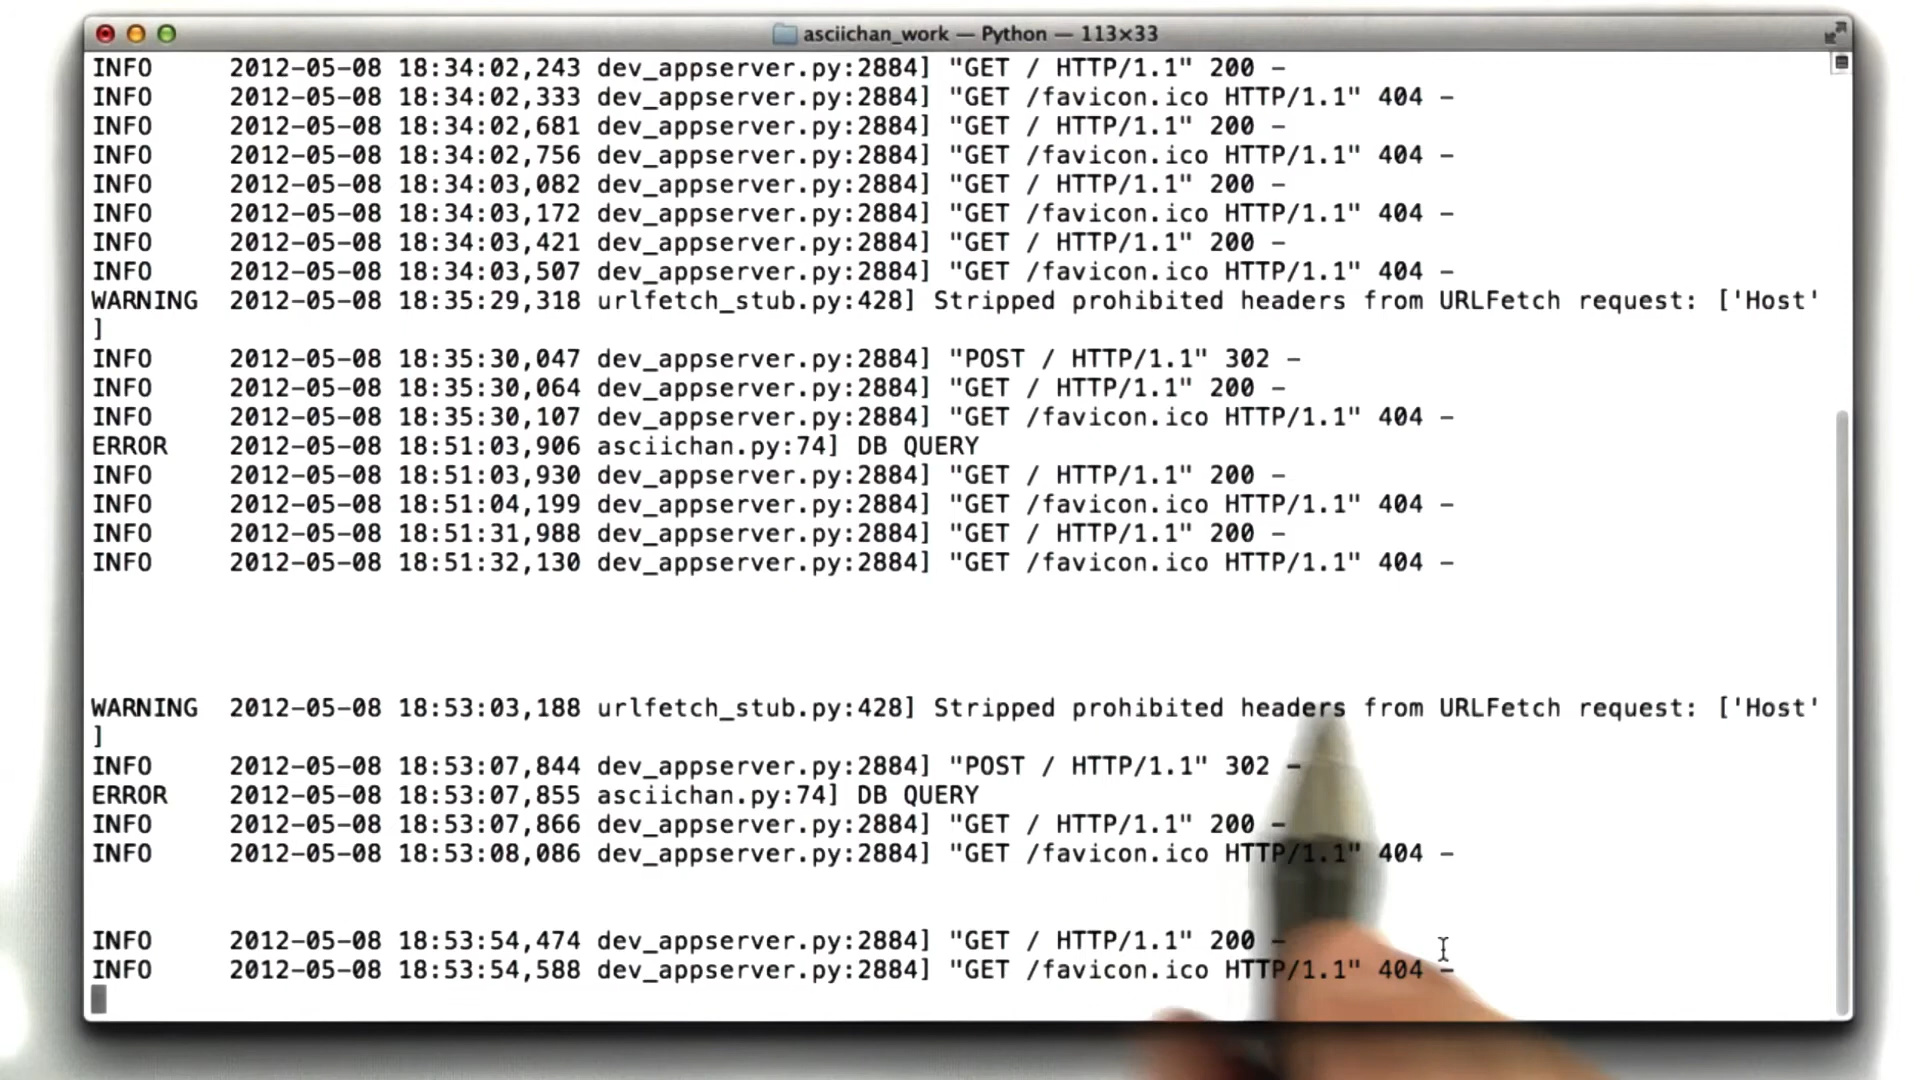 asciichan_work — Python — 113×33
INFO 2012-05-08 18:34:02,243 dev_appserver.py:2884] "GET / HTTP/1.1" 200 -
INFO 2012-05-08 18:34:02,333 dev_appserver.py:2884] "GET /favicon.ico HTTP/1.1" 404 -
INFO 2012-05-08 18:34:02,681 dev_appserver.py:2884] "GET / HTTP/1.1" 200 -
INFO 2012-05-08 18:34:02,756 dev_appserver.py:2884] "GET /favicon.ico HTTP/1.1" 404 -
INFO 2012-05-08 18:34:03,082 dev_appserver.py:2884] "GET / HTTP/1.1" 200 -
INFO 2012-05-08 18:34:03,172 dev_appserver.py:2884] "GET /favicon.ico HTTP/1.1" 404 -
INFO 2012-05-08 18:34:03,421 dev_appserver.py:2884] "GET / HTTP/1.1" 200 -
INFO 2012-05-08 18:34:03,507 dev_appserver.py:2884] "GET /favicon.ico HTTP/1.1" 404 -
WARNING 2012-05-08 18:35:29,318 urlfetch_stub.py:428] Stripped prohibited headers from URLFetch request: ['Host'
]
INFO 2012-05-08 18:35:30,047 dev_appserver.py:2884] "POST / HTTP/1.1" 302 -
INFO 2012-05-08 18:35:30,064 dev_appserver.py:2884] "GET / HTTP/1.1" 200 -
INFO 2012-05-08 18:35:30,107 dev_appserver.py:2884] "GET /favicon.ico HTTP/1.1" 404 -
ERROR 2012-05-08 18:51:03,906 asciichan.py:74] DB QUERY
INFO 2012-05-08 18:51:03,930 dev_appserver.py:2884] "GET / HTTP/1.1" 200 -
INFO 2012-05-08 18:51:04,199 dev_appserver.py:2884] "GET /favicon.ico HTTP/1.1" 404 -
INFO 2012-05-08 18:51:31,988 dev_appserver.py:2884] "GET / HTTP/1.1" 200 -
INFO 2012-05-08 18:51:32,130 dev_appserver.py:2884] "GET /favicon.ico HTTP/1.1" 404 -
WARNING 2012-05-08 18:53:03,188 urlfetch_stub.py:428] Stripped prohibited headers from URLFetch request: ['Host'
]
INFO 2012-05-08 18:53:07,844 dev_appserver.py:2884] "POST / HTTP/1.1" 302 -
ERROR 2012-05-08 18:53:07,855 asciichan.py:74] DB QUERY
INFO 2012-05-08 18:53:07,866 dev_appserver.py:2884] "GET / HTTP/1.1" 200 -
INFO 2012-05-08 18:53:08,086 dev_appserver.py:2884] "GET /favicon.ico HTTP/1.1" 404 -
INFO 2012-05-08 18:53:54,474 dev_appserver.py:2884] "GET / HTTP/1.1" 200 -
INFO 2012-05-08 18:53:54,588 dev_appserver.py:2884] "GET /favicon.ico HTTP/1.1" 404 -